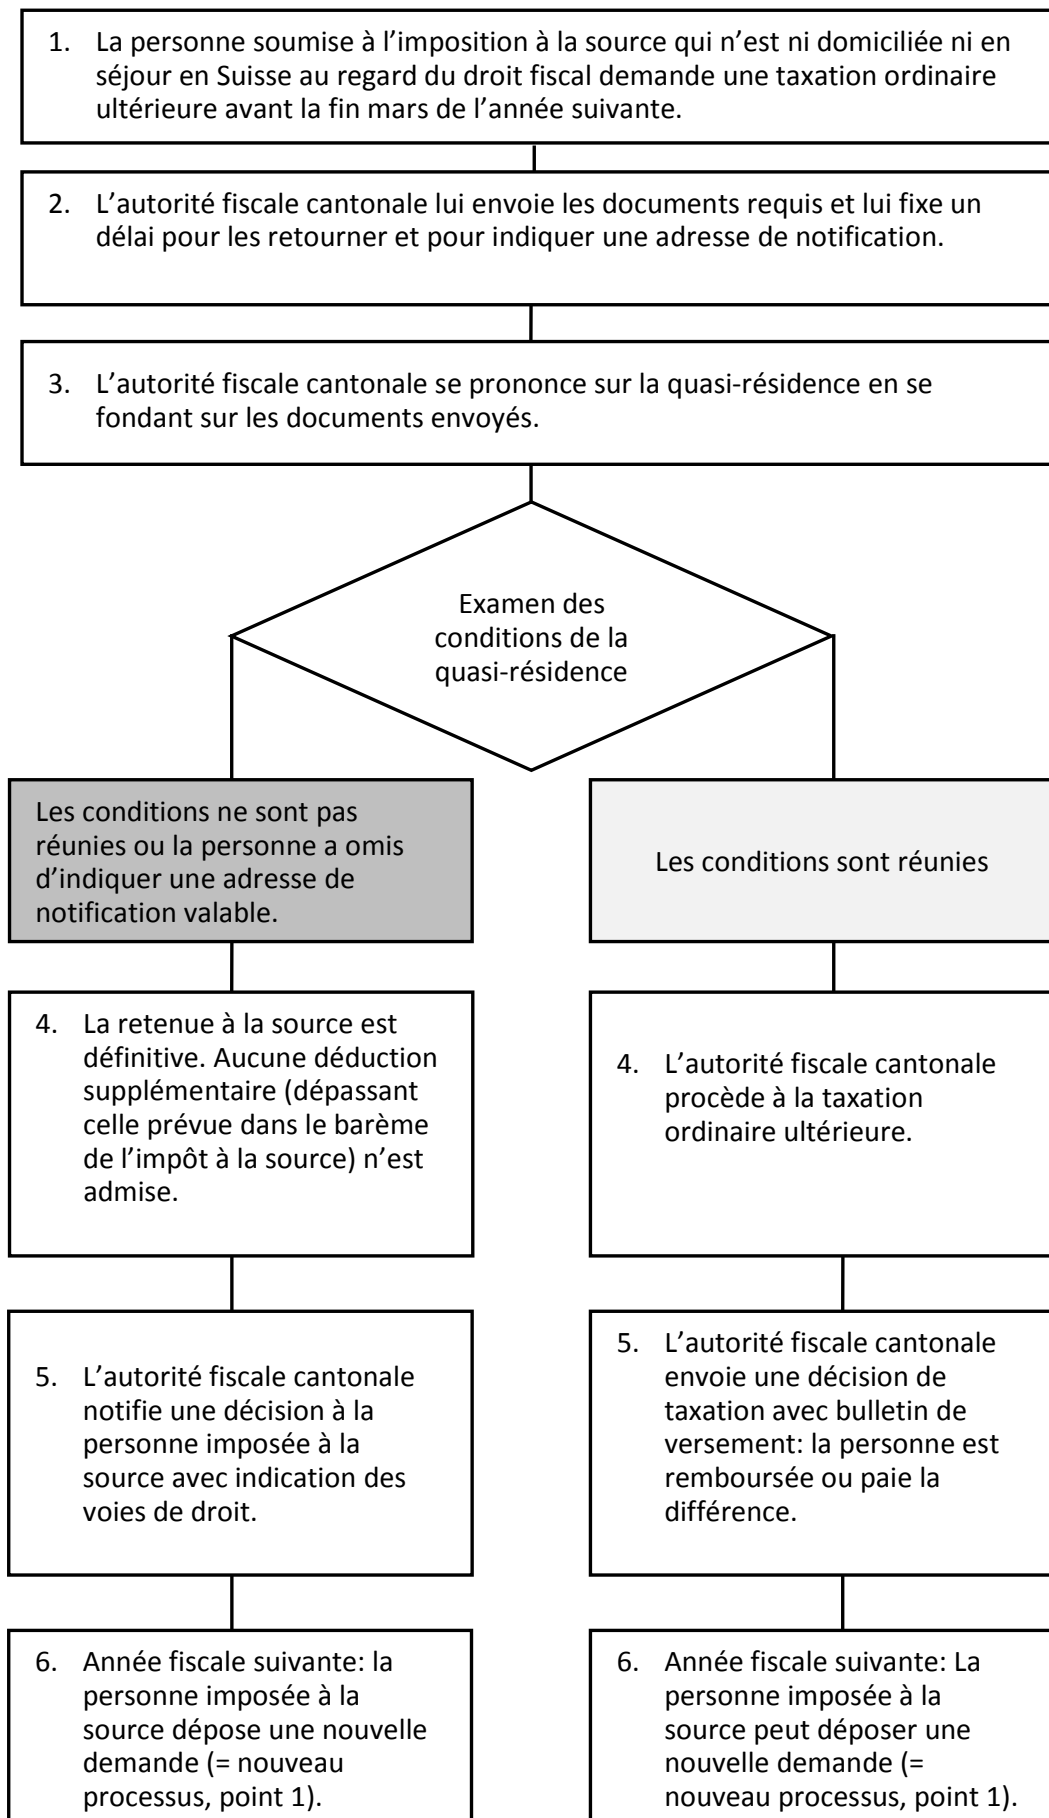 1. La personne soumise à l’imposition à la source qui n’est ni domiciliée ni en
séjour en Suisse au regard du droit fiscal demande une taxation ordinaire
ultérieure avant la fin mars de l’année suivante.
2. L’autorité fiscale cantonale lui envoie les documents requis et lui fixe un
délai pour les retourner et pour indiquer une adresse de notification.
3. L’autorité fiscale cantonale se prononce sur la quasi-résidence en se
fondant sur les documents envoyés.
Examen des
conditions de la
quasi-résidence
Les conditions ne sont pas
réunies ou la personne a omis
d’indiquer une adresse de
notification valable.
4. La retenue à la source est
définitive. Aucune déduction
supplémentaire (dépassant
celle prévue dans le barème
de l’impôt à la source) n’est
admise.
5. L’autorité fiscale cantonale
notifie une décision à la
personne imposée à la
source avec indication des
voies de droit.
6. Année fiscale suivante: la
personne imposée à la
source dépose une nouvelle
demande (= nouveau
processus, point 1).
Les conditions sont réunies
4. L’autorité fiscale cantonale
procède à la taxation
ordinaire ultérieure.
5. L’autorité fiscale cantonale
envoie une décision de
taxation avec bulletin de
versement: la personne est
remboursée ou paie la
différence.
6. Année fiscale suivante: La
personne imposée à la
source peut déposer une
nouvelle demande (=
nouveau processus, point 1).